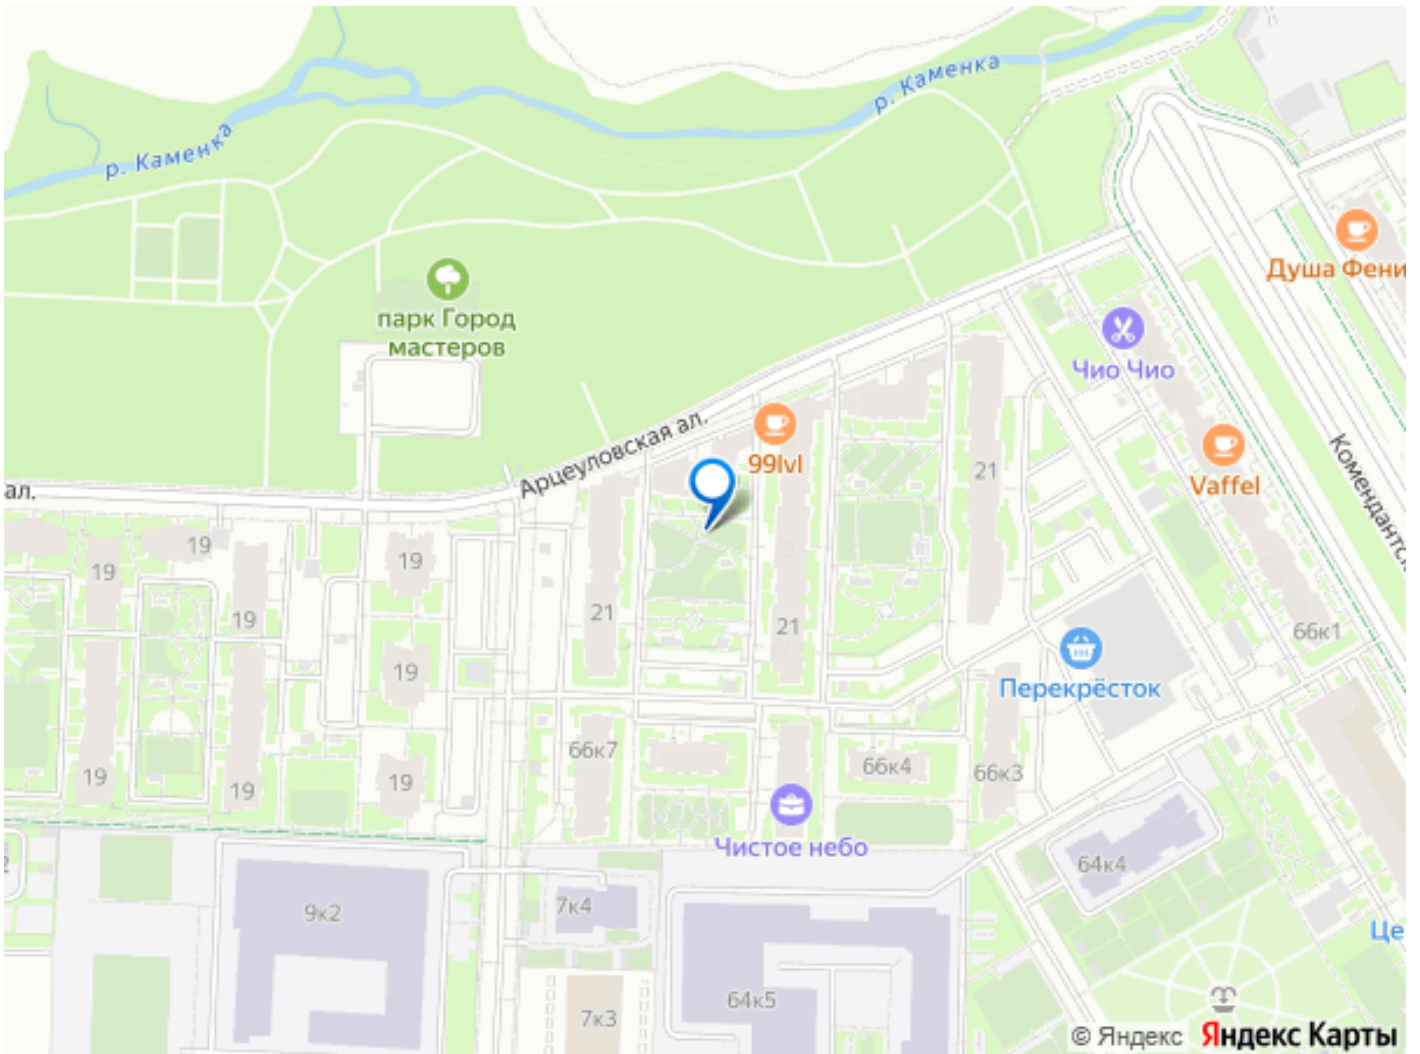 р. Каменка
р. Каменка
Душа Фени
парк Город
мастеров
Чио Чио
Арцеуловская ал.
99lvl
Vaffel
Комендантск
ал.
21
19
19
19
19
21
21
66к1
19
Перекрёсток
66к7
66к4
66к3
19
19
19
Чистое небо
64к4
9к2
7к4
Це
64к5
7к3
© Яндекс Яндекс Карты